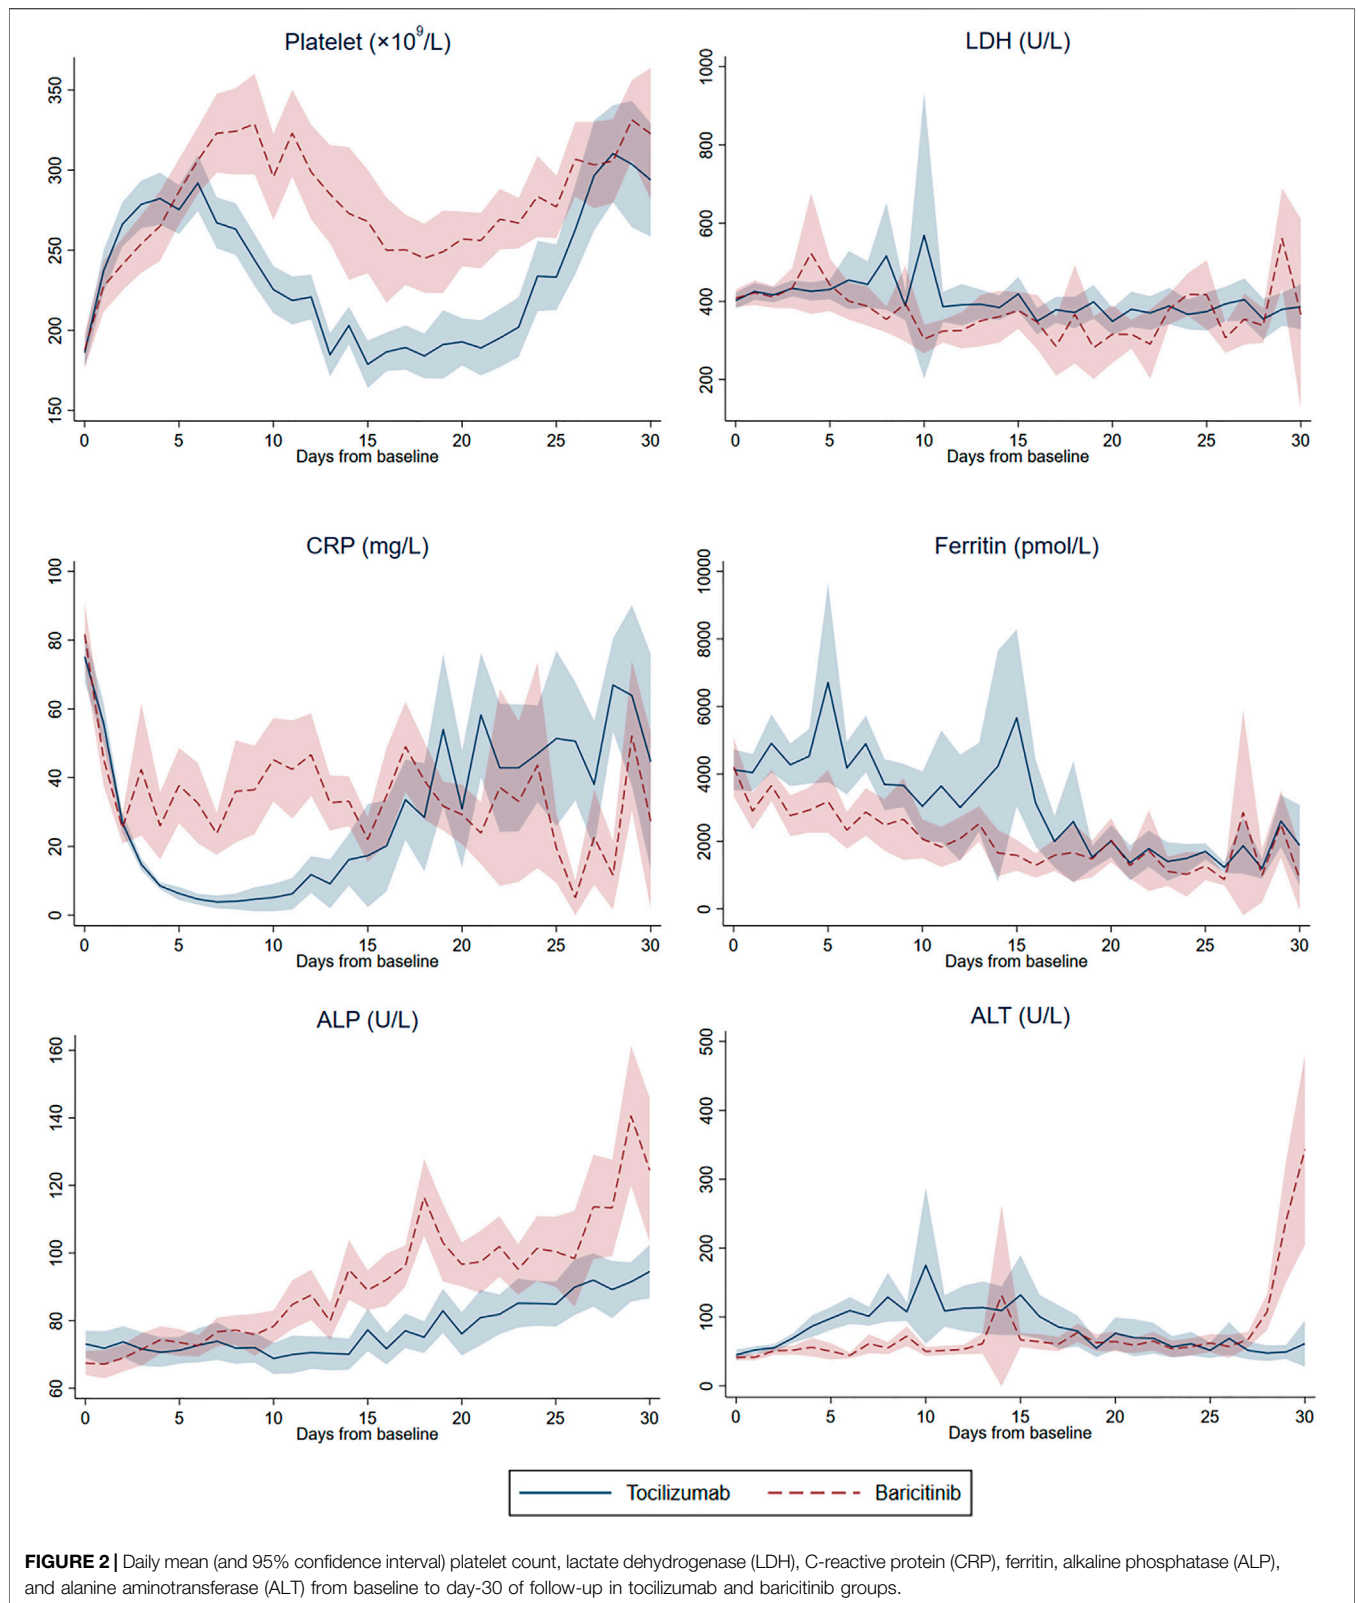 Platelet (×10⁹/L)
350
300
250
200
150
0 5 10 15 20 25 30
Days from baseline
LDH (U/L)
1000
800
600
400
200
0 5 10 15 20 25 30
Days from baseline
CRP (mg/L)
100
80
60
40
20
0
0 5 10 15 20 25 30
Days from baseline
Ferritin (pmol/L)
10000
8000
6000
4000
2000
0
0 5 10 15 20 25 30
Days from baseline
ALP (U/L)
160
140
120
100
80
60
0 5 10 15 20 25 30
Days from baseline
ALT (U/L)
500
400
300
200
100
0
0 5 10 15 20 25 30
Days from baseline
Tocilizumab Baricitinib
FIGURE 2 | Daily mean (and 95% confidence interval) platelet count, lactate dehydrogenase (LDH), C-reactive protein (CRP), ferritin, alkaline phosphatase (ALP),
and alanine aminotransferase (ALT) from baseline to day-30 of follow-up in tocilizumab and baricitinib groups.